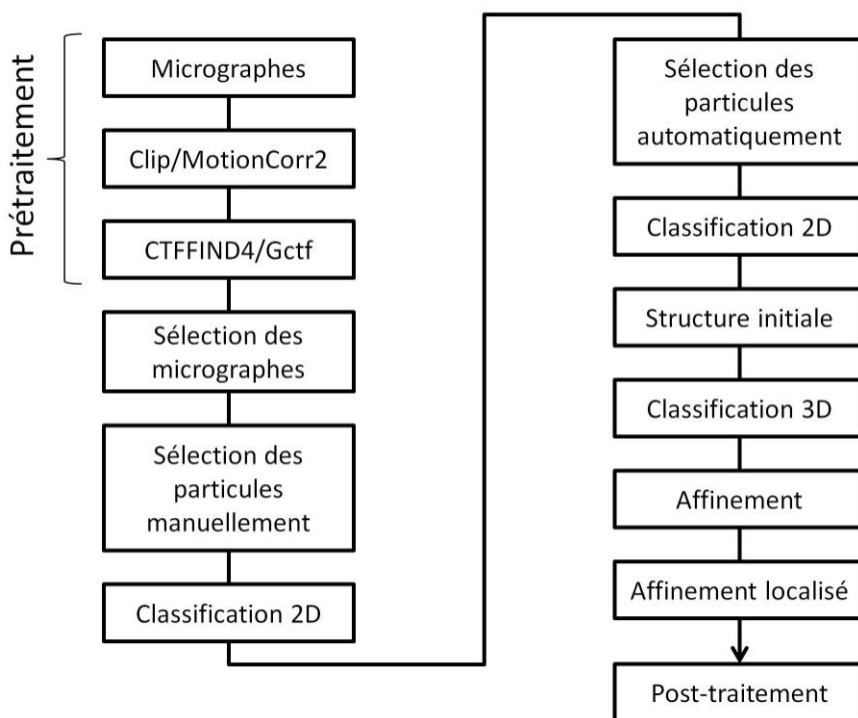 Prétraitement
Micrographes
Clip/MotionCorr2
CTFFIND4/Gctf
Sélection des
micrographes
Sélection des
particules
manuellement
Classification 2D
Sélection des
particules
automatiquement
Classification 2D
Structure initiale
Classification 3D
Affinement
Affinement localisé
Post-traitement